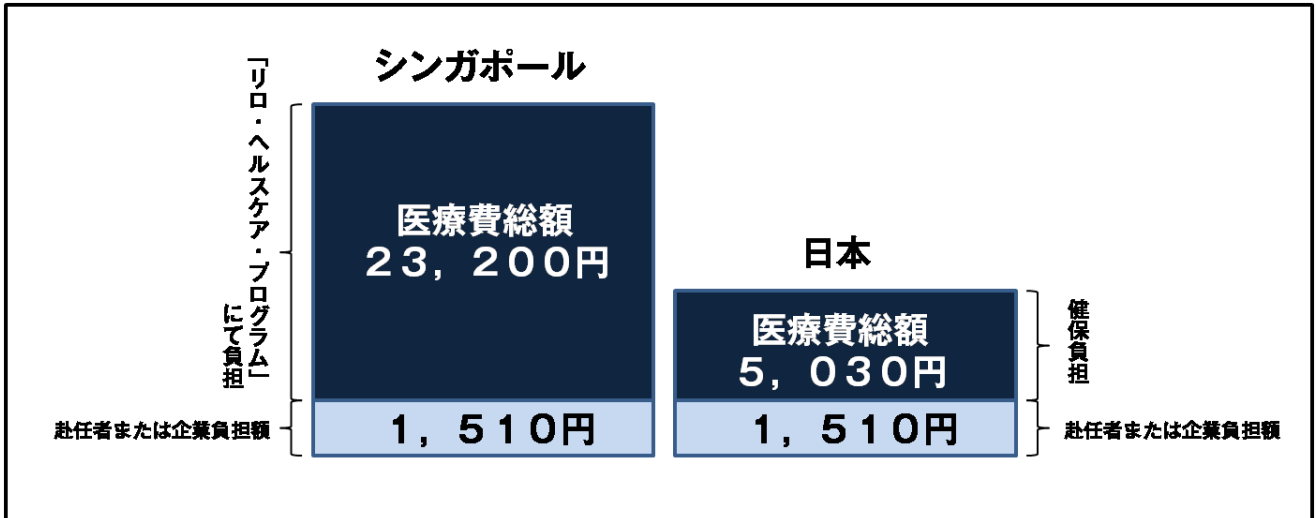 シンガポール
「リロ・ヘルスケア・プログラム」
にて負担
医療費総額
２３，２００円
赴任者または企業負担額
１，５１０円
日本
医療費総額
５，０３０円
健保負担
１，５１０円
赴任者または企業負担額